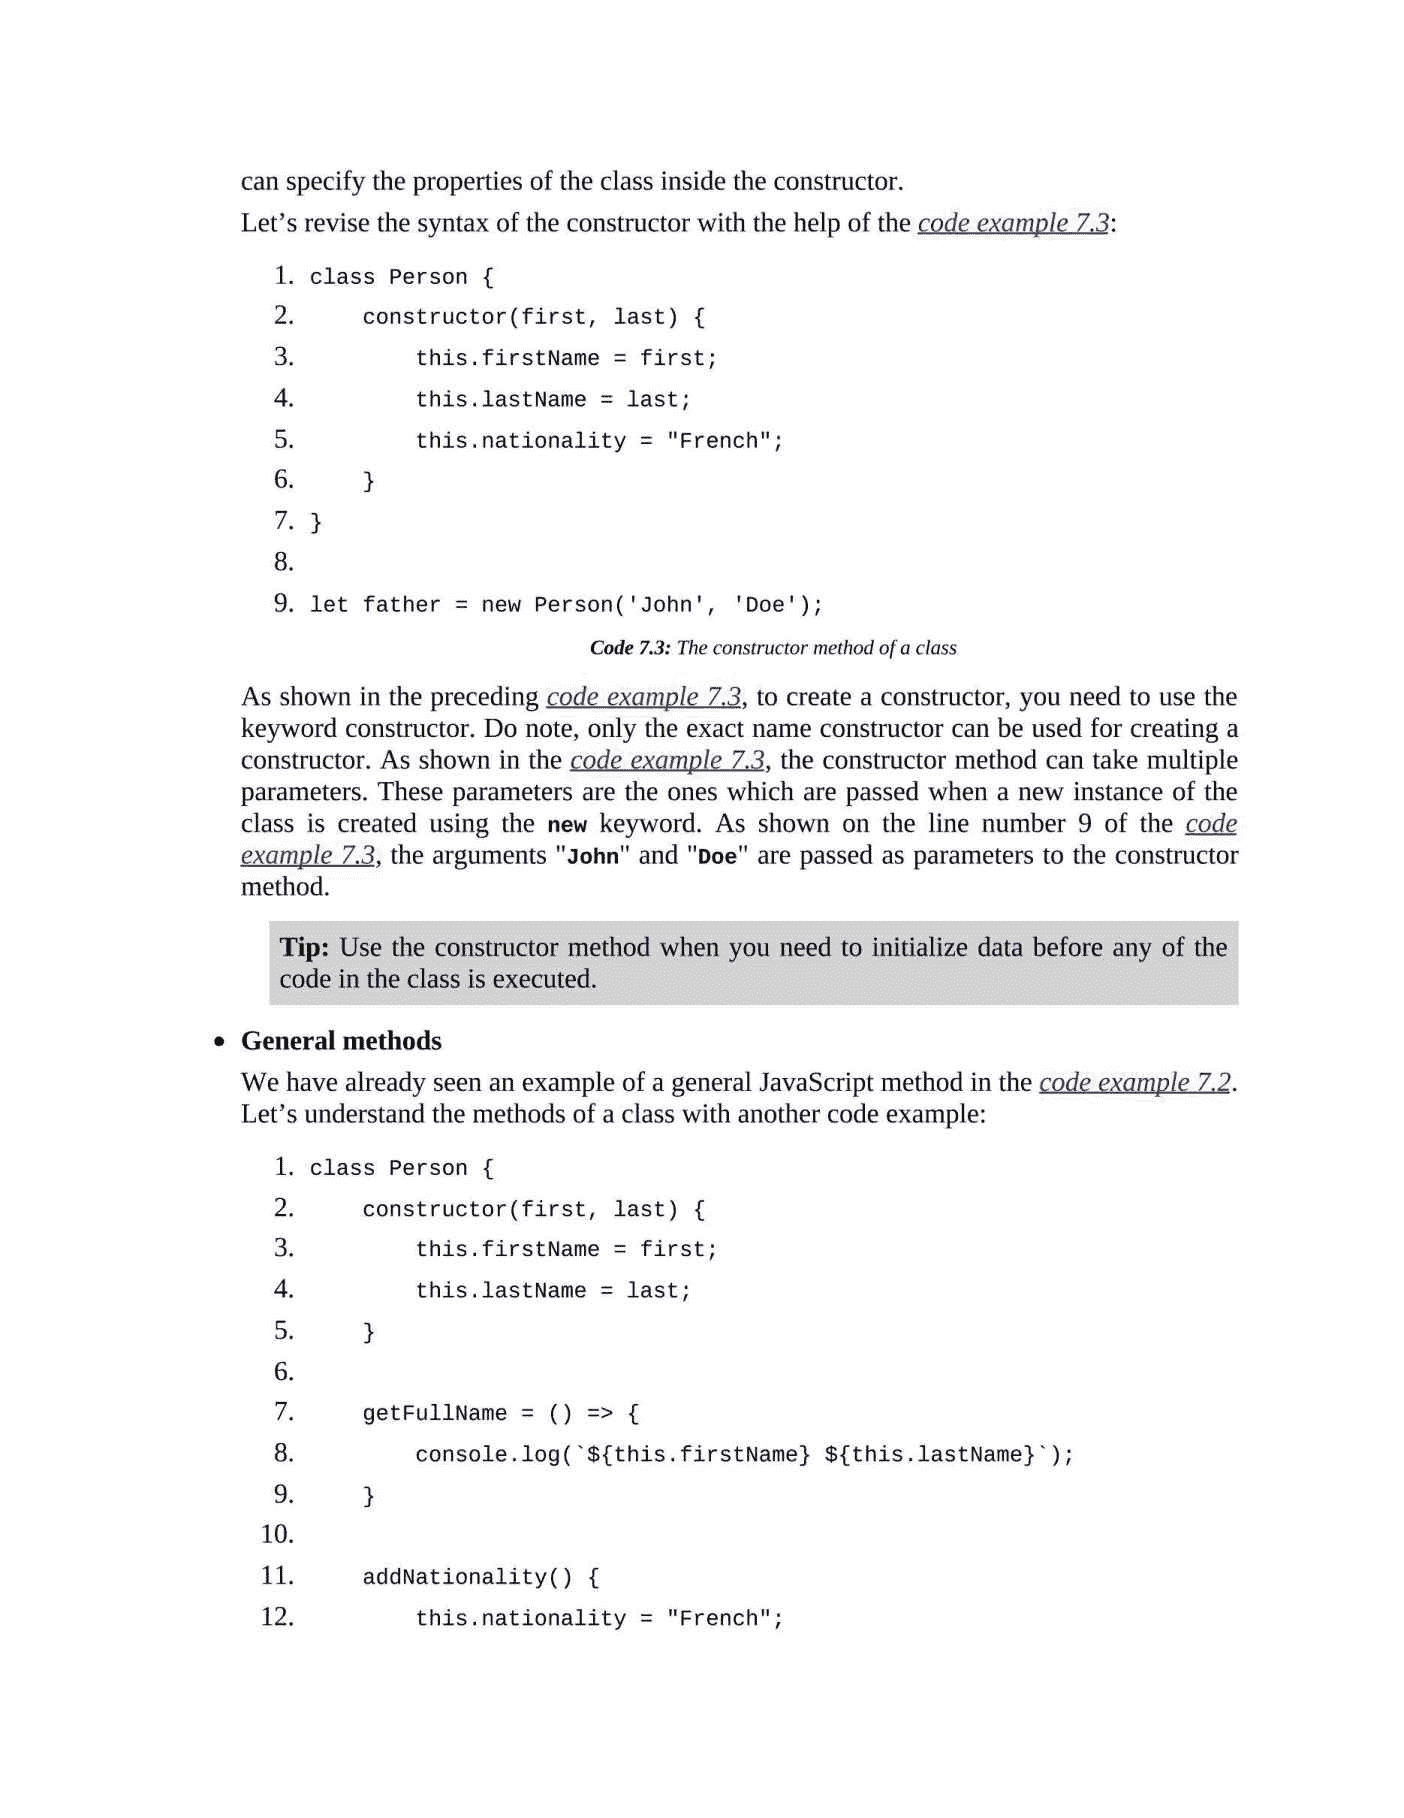 can specify the properties of the class inside the constructor.
Let’s revise the syntax of the constructor with the help of the code example 7.3:
1. class Person {
2.     constructor(first, last) {
3.         this.firstName = first;
4.         this.lastName = last;
5.         this.nationality = "French";
6.     }
7. }
8.
9. let father = new Person('John', 'Doe');
Code 7.3: The constructor method of a class
As shown in the preceding code example 7.3, to create a constructor, you need to use the
keyword constructor. Do note, only the exact name constructor can be used for creating a
constructor. As shown in the code example 7.3, the constructor method can take multiple
parameters. These parameters are the ones which are passed when a new instance of the
class is created using the new keyword. As shown on the line number 9 of the code
example 7.3, the arguments "John" and "Doe" are passed as parameters to the constructor
method.
Tip: Use the constructor method when you need to initialize data before any of the
code in the class is executed.
• General methods
We have already seen an example of a general JavaScript method in the code example 7.2.
Let’s understand the methods of a class with another code example:
1. class Person {
2.     constructor(first, last) {
3.         this.firstName = first;
4.         this.lastName = last;
5.     }
6.
7.     getFullName = () => {
8.         console.log(`${this.firstName} ${this.lastName}`);
9.     }
10.
11.     addNationality() {
12.         this.nationality = "French";